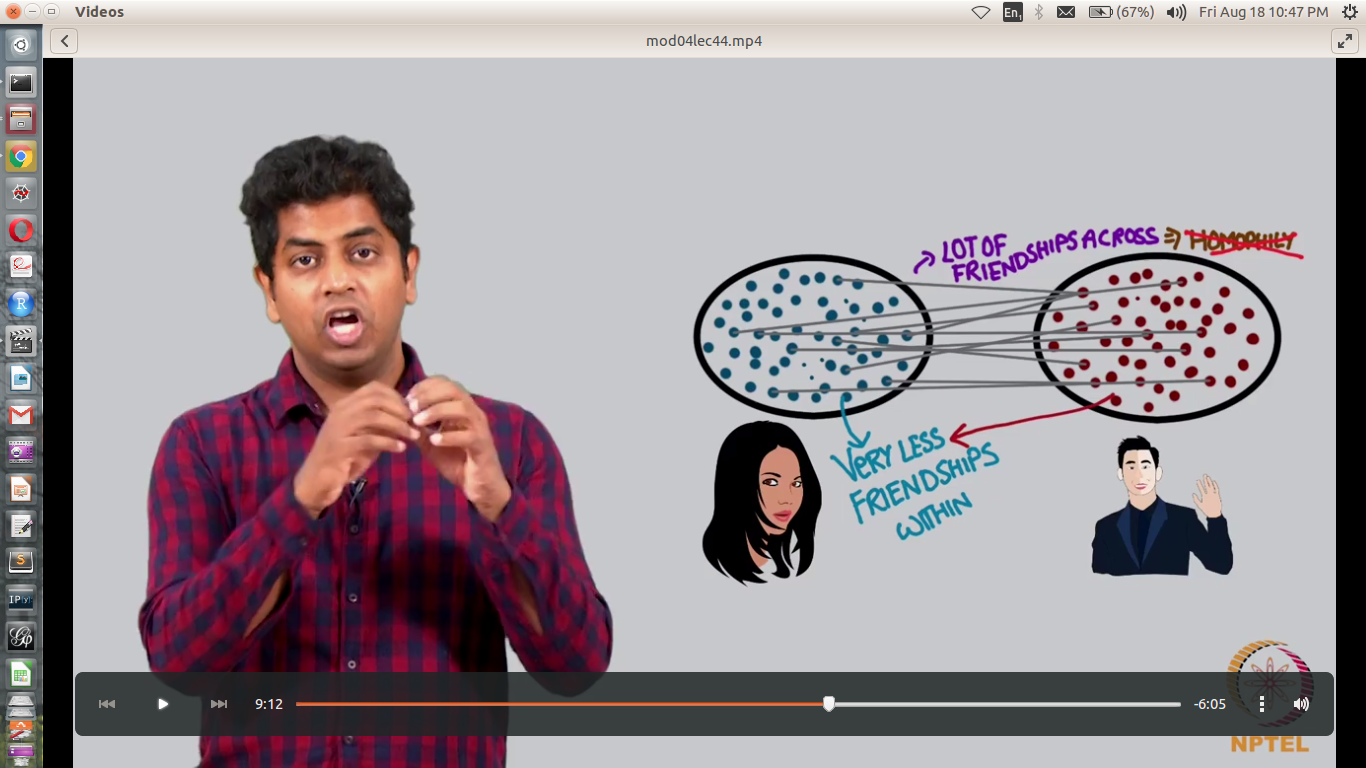 Videos
En1
(67%)
Fri Aug 18 10:47 PM
mod04lec44.mp4
LOT OF
FRIENDSHIPS ACROSS ⇒ HOMOPHILY
VERY LESS
FRIENDSHIPS
WITHIN
9:12
-6:05
NPTEL